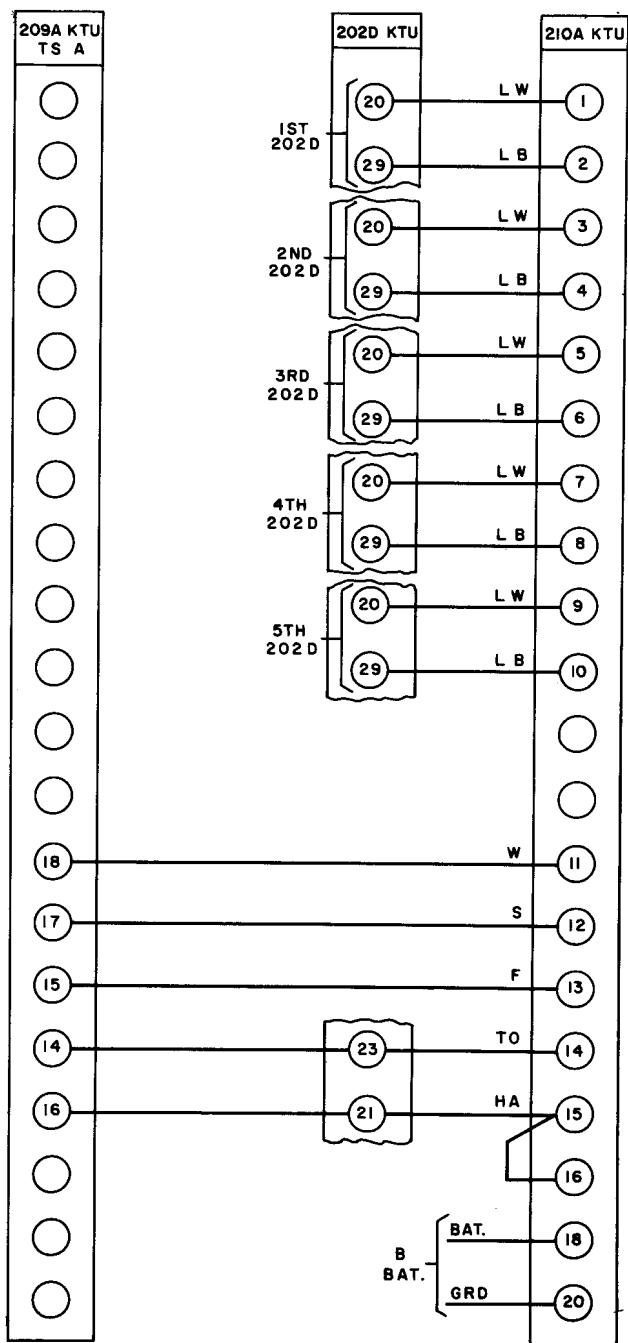 209A KTU
TS A
202D KTU
210A KTU
1ST
202D
20
LW
1
29
LB
2
2ND
202D
20
LW
3
29
LB
4
3RD
202D
20
LW
5
29
LB
6
4TH
202D
20
LW
7
29
LB
8
5TH
202D
20
LW
9
29
LB
10
18
W
11
17
S
12
15
F
13
14
23
TO
14
16
21
HA
15
16
B
BAT.
BAT.
18
GRD
20